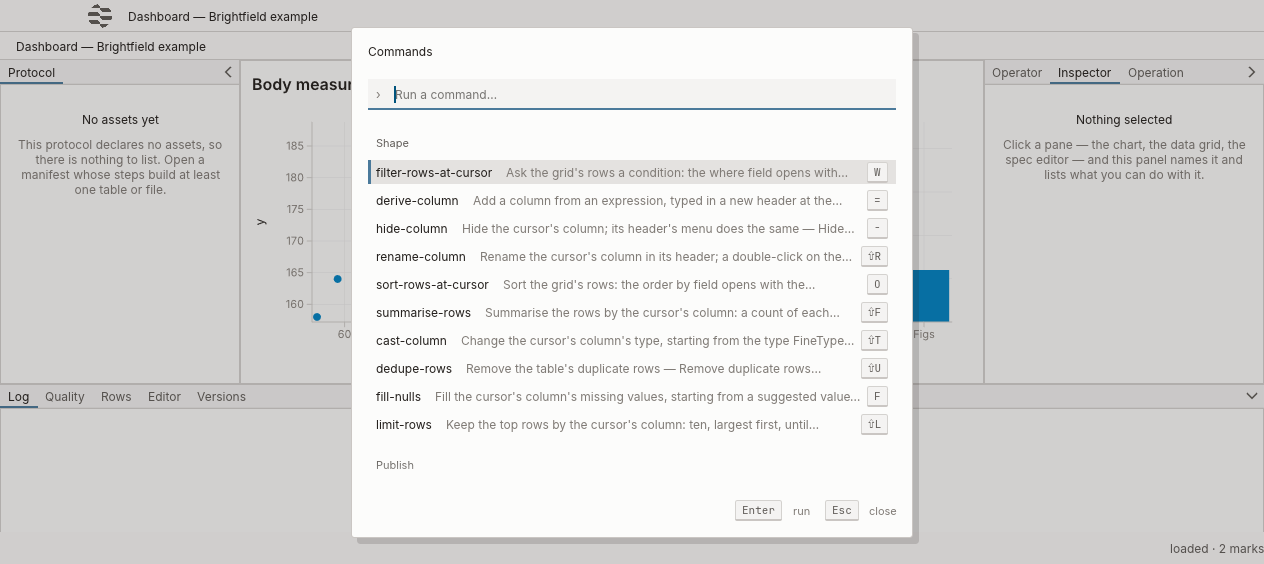 Dashboard — Brightfield example
Dashboard — Brightfield example
Protocol
No assets yet
This protocol declares no assets, so
there is nothing to list. Open a
manifest whose steps build at least
one table or file.
Body measur
185
180
175
170
165
160
y
60
Figs
Commands
› Run a command...
Shape
filter-rows-at-cursor Ask the grid's rows a condition: the where field opens with... W
derive-column Add a column from an expression, typed in a new header at the... =
hide-column Hide the cursor's column; its header's menu does the same — Hide... -
rename-column Rename the cursor's column in its header; a double-click on the... ⇧R
sort-rows-at-cursor Sort the grid's rows: the order by field opens with the... O
summarise-rows Summarise the rows by the cursor's column: a count of each... ⇧F
cast-column Change the cursor's column's type, starting from the type FineType... ⇧T
dedupe-rows Remove the table's duplicate rows — Remove duplicate rows... ⇧U
fill-nulls Fill the cursor's column's missing values, starting from a suggested value... F
limit-rows Keep the top rows by the cursor's column: ten, largest first, until... ⇧L
Publish
Enter run Esc close
Operator Inspector Operation
Nothing selected
Click a pane — the chart, the data grid, the
spec editor — and this panel names it and
lists what you can do with it.
Log Quality Rows Editor Versions
loaded · 2 marks